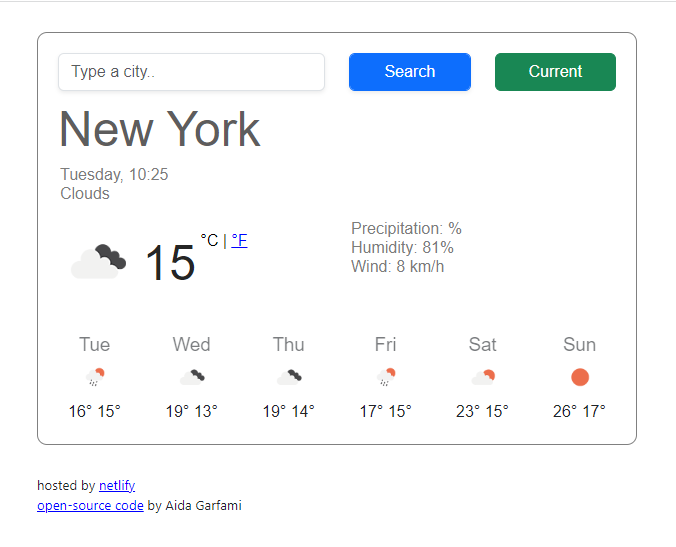 Type a city..
Search
Current
New York
Tuesday, 10:25
Clouds
15 °C | °F
Precipitation: %
Humidity: 81%
Wind: 8 km/h
Tue Wed Thu Fri Sat Sun
16° 15° 19° 13° 19° 14° 17° 15° 23° 15° 26° 17°
hosted by netlify
open-source code by Aida Garfami